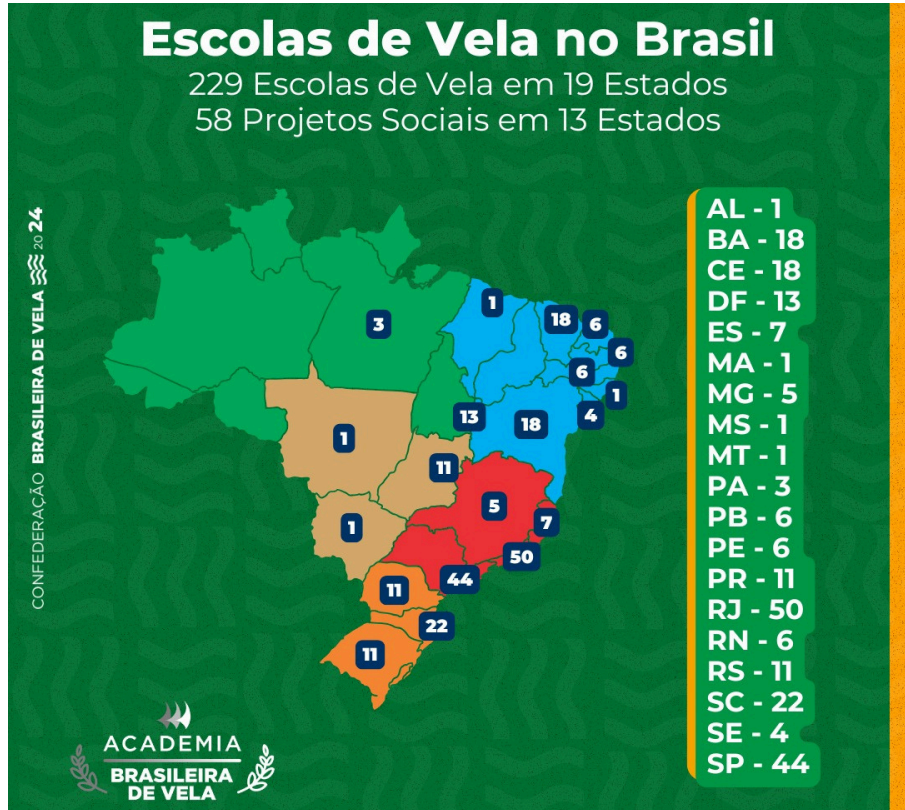 Escolas de Vela no Brasil
229 Escolas de Vela em 19 Estados
58 Projetos Sociais em 13 Estados
CONFEDERAÇÃO BRASILEIRA DE VELA 2024
1
18
6
3
6
6
1
13
4
18
1
11
5
7
1
50
44
11
22
11
AL - 1
BA - 18
CE - 18
DF - 13
ES - 7
MA - 1
MG - 5
MS - 1
MT - 1
PA - 3
PB - 6
PE - 6
PR - 11
RJ - 50
RN - 6
RS - 11
SC - 22
SE - 4
SP - 44
ACADEMIA
BRASILEIRA
DE VELA